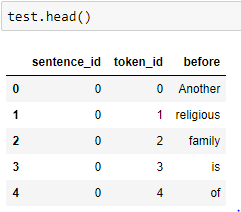 test.head()
sentence_id token_id before
0 0 0 Another
1 0 1 religious
2 0 2 family
3 0 3 is
4 0 4 of